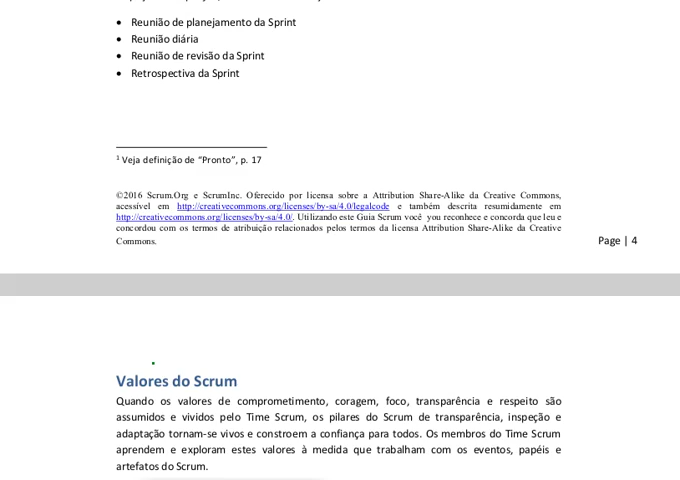 • Reunião de planejamento da Sprint
• Reunião diária
• Reunião de revisão da Sprint
• Retrospectiva da Sprint
1 Veja definição de “Pronto”, p. 17
©2016 Scrum.Org e ScrumInc. Oferecido por licensa sobre a Attribution Share-Alike da Creative Commons,
acessível em http://creativecommons.org/licenses/by-sa/4.0/legalcode e também descrita resumidamente em
http://creativecommons.org/licenses/by-sa/4.0/. Utilizando este Guia Scrum você you reconhece e concorda que leu e
concordou com os termos de atribuição relacionados pelos termos da licensa Attribution Share-Alike da Creative
Commons.
Page | 4
Valores do Scrum
Quando os valores de comprometimento, coragem, foco, transparência e respeito são
assumidos e vividos pelo Time Scrum, os pilares do Scrum de transparência, inspeção e
adaptação tornam-se vivos e constroem a confiança para todos. Os membros do Time Scrum
aprendem e exploram estes valores à medida que trabalham com os eventos, papéis e
artefatos do Scrum.